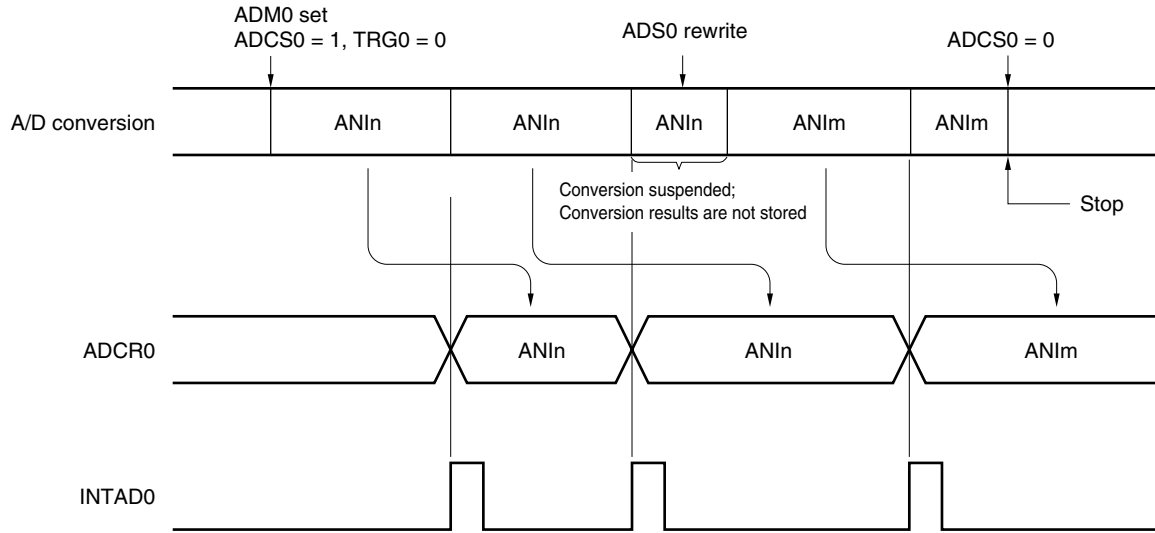 ADM0 set
ADCS0 = 1, TRG0 = 0
ADS0 rewrite
ADCS0 = 0
A/D conversion
ANIn
ANIn
ANIn
ANIm
ANIm
Conversion suspended;
Conversion results are not stored
Stop
ADCR0
ANIn
ANIn
ANIm
INTAD0